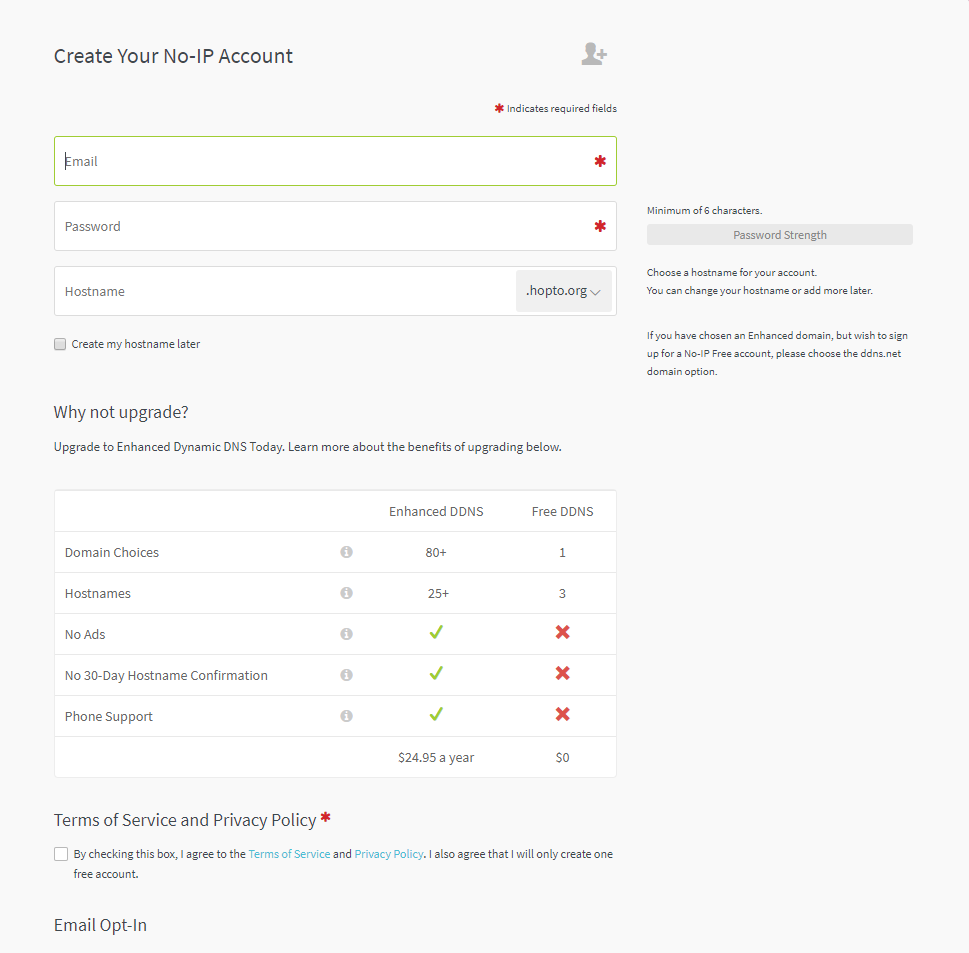 Create Your No-IP Account
✱ Indicates required fields
Email ✱
Password ✱
Minimum of 6 characters.
Password Strength
Hostname .hopto.org
Choose a hostname for your account.
You can change your hostname or add more later.
Create my hostname later
If you have chosen an Enhanced domain, but wish to sign
up for a No-IP Free account, please choose the ddns.net
domain option.
Why not upgrade?
Upgrade to Enhanced Dynamic DNS Today. Learn more about the benefits of upgrading below.
Enhanced DDNS Free DDNS
Domain Choices 80+ 1
Hostnames 25+ 3
No Ads
No 30-Day Hostname Confirmation
Phone Support
$24.95 a year $0
Terms of Service and Privacy Policy ✱
By checking this box, I agree to the Terms of Service and Privacy Policy. I also agree that I will only create one
free account.
Email Opt-In